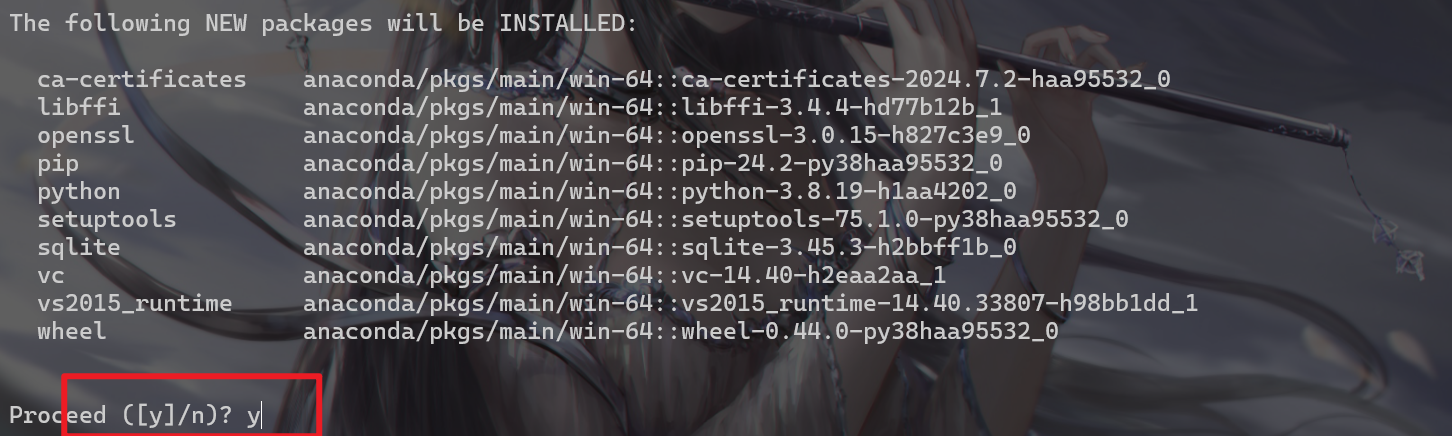 The following NEW packages will be INSTALLED:
ca-certificates anaconda/pkgs/main/win-64::ca-certificates-2024.7.2-haa95532_0
libffi anaconda/pkgs/main/win-64::libffi-3.4.4-hd77b12b_1
openssl anaconda/pkgs/main/win-64::openssl-3.0.15-h827c3e9_0
pip anaconda/pkgs/main/win-64::pip-24.2-py38haa95532_0
python anaconda/pkgs/main/win-64::python-3.8.19-h1aa4202_0
setuptools anaconda/pkgs/main/win-64::setuptools-75.1.0-py38haa95532_0
sqlite anaconda/pkgs/main/win-64::sqlite-3.45.3-h2bbff1b_0
vc anaconda/pkgs/main/win-64::vc-14.40-h2eaa2aa_1
vs2015_runtime anaconda/pkgs/main/win-64::vs2015_runtime-14.40.33807-h98bb1dd_1
wheel anaconda/pkgs/main/win-64::wheel-0.44.0-py38haa95532_0
Proceed ([y]/n)? y